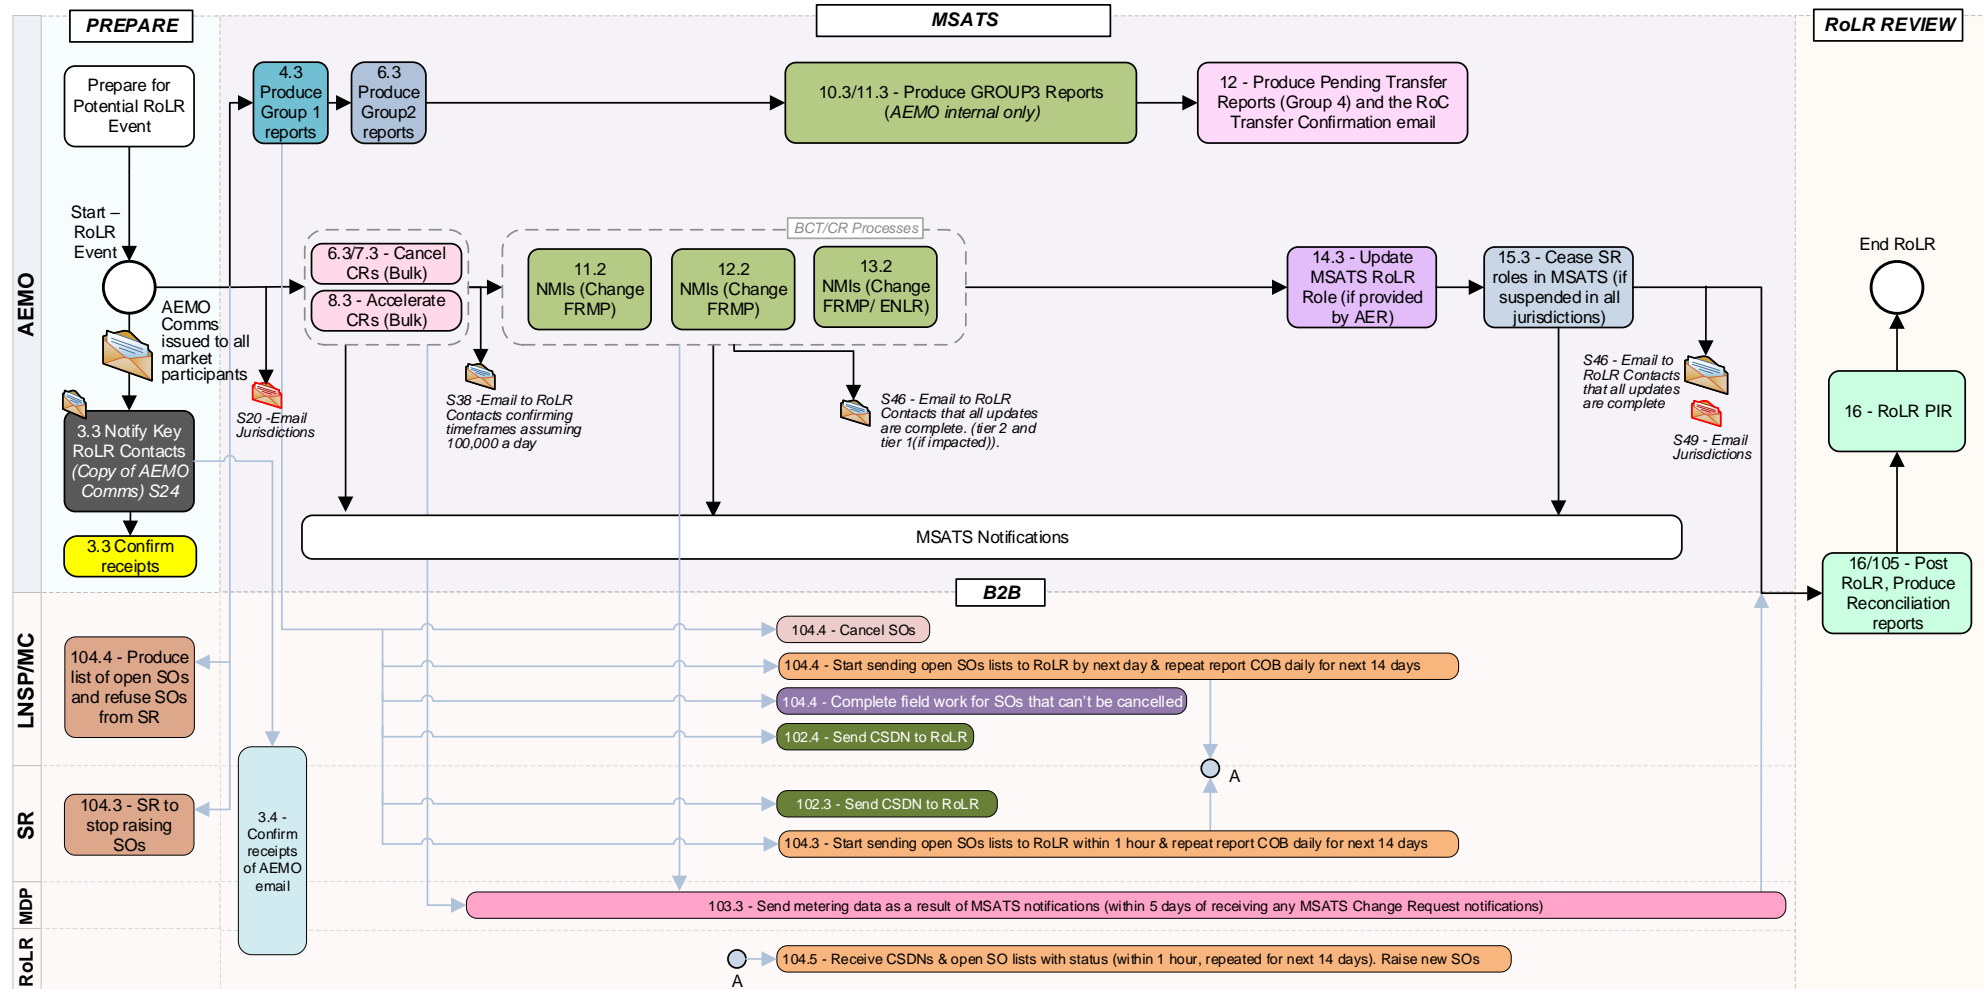 PREPARE
MSATS
RoLR REVIEW
AEMO
Prepare for
Potential RoLR
Event
4.3
Produce
Group 1
reports
6.3
Produce
Group2
reports
10.3/11.3 - Produce GROUP3 Reports
(AEMO internal only)
12 - Produce Pending Transfer
Reports (Group 4) and the RoC
Transfer Confirmation email
Start –
RoLR
Event
BCT/CR Processes
6.3/7.3 - Cancel
CRs (Bulk)
8.3 - Accelerate
CRs (Bulk)
11.2
NMIs (Change
FRMP)
12.2
NMIs (Change
FRMP)
13.2
NMIs (Change
FRMP/ ENLR)
14.3 - Update
MSATS RoLR
Role (if provided
by AER)
15.3 - Cease SR
roles in MSATS (if
suspended in all
jurisdictions)
End RoLR
AEMO
Comms
issued to all
market
participants
S20 -Email
Jurisdictions
S38 -Email to RoLR
Contacts confirming
timeframes assuming
100,000 a day
S46 - Email to RoLR
Contacts that all updates
are complete. (tier 2 and
tier 1(if impacted)).
S46 - Email to
RoLR Contacts
that all updates
are complete
S49 - Email
Jurisdictions
16 - RoLR PIR
3.3 Notify Key
RoLR Contacts
(Copy of AEMO
Comms) S24
3.3 Confirm
receipts
MSATS Notifications
16/105 - Post
RoLR, Produce
Reconciliation
reports
B2B
LNSP/MC
104.4 - Produce
list of open SOs
and refuse SOs
from SR
104.4 - Cancel SOs
104.4 - Start sending open SOs lists to RoLR by next day & repeat report COB daily for next 14 days
104.4 - Complete field work for SOs that can't be cancelled
102.4 - Send CSDN to RoLR
A
SR
104.3 - SR to
stop raising
SOs
3.4 -
Confirm
receipts
of AEMO
email
102.3 - Send CSDN to RoLR
104.3 - Start sending open SOs lists to RoLR within 1 hour & repeat report COB daily for next 14 days
MDP
103.3 - Send metering data as a result of MSATS notifications (within 5 days of receiving any MSATS Change Request notifications)
RoLR
A
104.5 - Receive CSDNs & open SO lists with status (within 1 hour, repeated for next 14 days). Raise new SOs